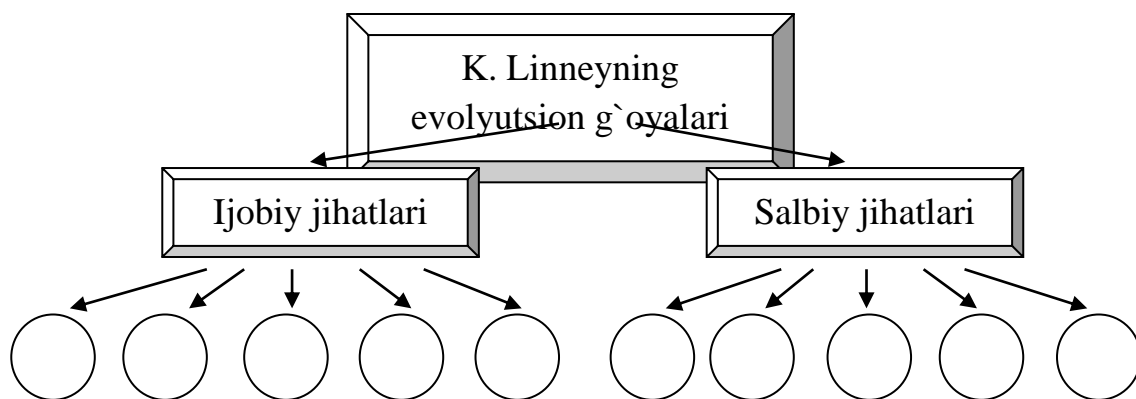 K. Linneyning
evolyutsion g`oyalari
Ijobiy jihatlari
Salbiy jihatlari